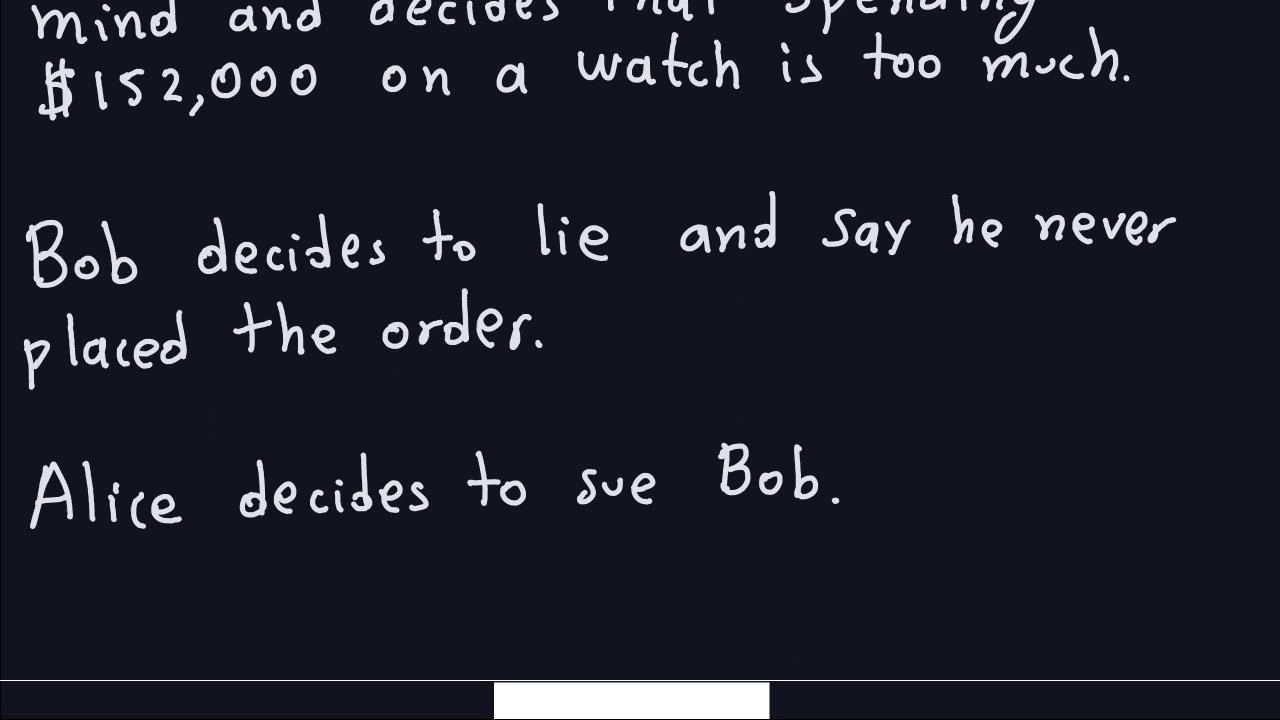 mind and decides that spending
$152,000 on a watch is too much.
Bob decides to lie and say he never
placed the order.
Alice decides to sue Bob.